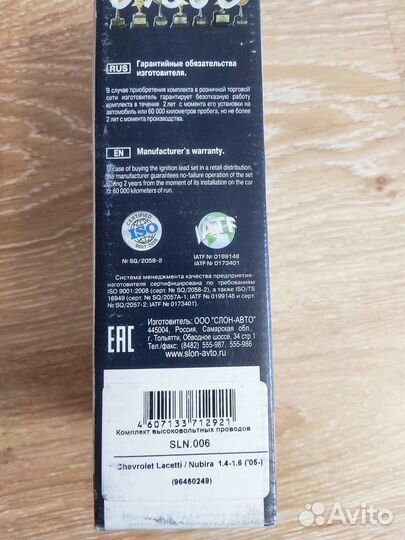 RUS Гарантийные обязательства
изготовителя.
В случае приобретения комплекта в розничной торговой
сети изготовитель гарантирует безотказную работу
комплекта в течение 2 лет с момента его установки на
автомобиль или 60 000 километров пробега, но не более
2 лет с момента производства.
EN Manufacturer's warranty.
case of buying the ignition lead set in a retail distribution,
the manufacturer guarantees no-failure operation of the set
2 years from the moment of its installation on the car
or 60 000 kilometers of run.
CERTIFIED
ISO
9001:2008
IATF
№ SQ/2058-2
IATF № 0199148
IATF № 0173401
Система менеджмента качества предприятия-
изготовителя сертифицирована по требованиям
ISO 9001:2008 (серт. № SQ/2058-2), а также ISO/TS
16949 (серт. № SQ/2057А-1; IATF № 0199148 и серт.
№ SQ/2057-2; IATF № 0173401).
EAC
Изготовитель: ООО "СЛОН-АВТО"
445004, Россия, Самарская обл.,
г. Тольятти, Обводное шоссе, 34 стр.1
Тел./факс: (8482) 555-987, 555-986
www.slon-avto.ru
4 607133 712921
Комплект высоковольтных проводов
SLN.006
Chevrolet Lacetti / Nubira 1.4-1.6 ('05-)
(96450249)
Avito